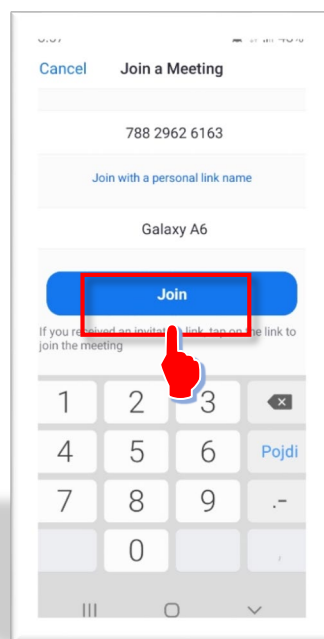 Cancel Join a Meeting
788 2962 6163
Join with a personal link name
Galaxy A6
Join
If you received an link, tap on the link to
join the meeting
1 2 3
4 5 6 Pojdi
7 8 9 .-
0 ,